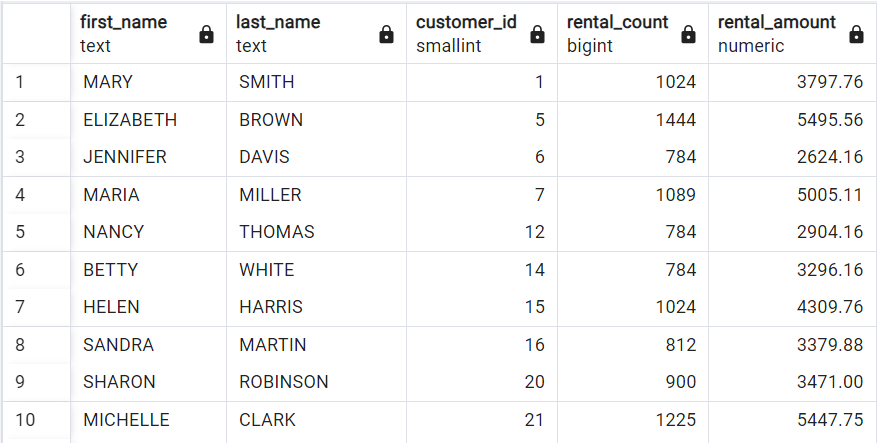 first_name last_name customer_id rental_count rental_amount
text text smallint bigint numeric
1 MARY SMITH 1 1024 3797.76
2 ELIZABETH BROWN 5 1444 5495.56
3 JENNIFER DAVIS 6 784 2624.16
4 MARIA MILLER 7 1089 5005.11
5 NANCY THOMAS 12 784 2904.16
6 BETTY WHITE 14 784 3296.16
7 HELEN HARRIS 15 1024 4309.76
8 SANDRA MARTIN 16 812 3379.88
9 SHARON ROBINSON 20 900 3471.00
10 MICHELLE CLARK 21 1225 5447.75